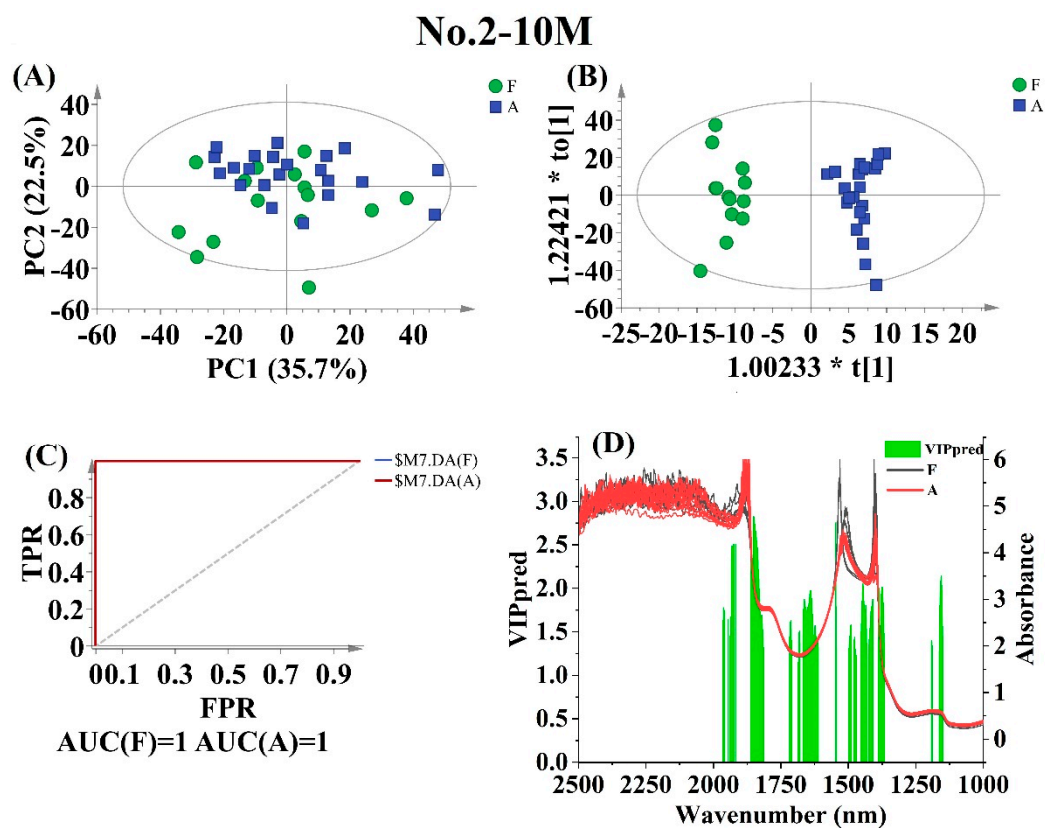 No.2-10M
(A)
F
A
PC2 (22.5%)
40
20
0
-20
-40
-60
-60
-40
-20
0
20
40
60
PC1 (35.7%)
(B)
F
A
1.22421 * to[1]
40
20
0
-20
-40
-60
-25-20-15-10 -5 0 5 10 15 20
1.00233 * t[1]
(C)
$M7.DA(F)
$M7.DA(A)
TPR
0.8
0.6
0.4
0.2
0
00.1 0.3 0.5 0.7 0.9
FPR
AUC(F)=1 AUC(A)=1
(D)
VIPpred
F
A
VIPpred
3.5
3.0
2.5
2.0
1.5
1.0
0.5
0.0
Absorbance
6
5
4
3
2
1
0
2500 2250 2000 1750 1500 1250 1000
Wavenumber (nm)